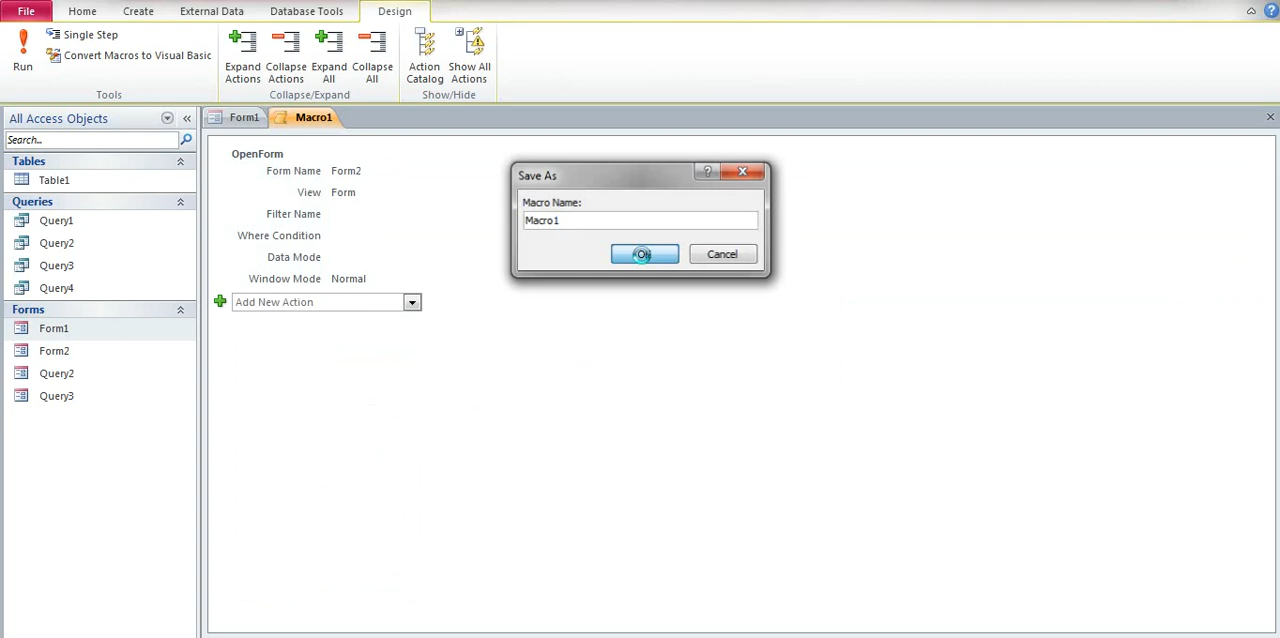 File Home Create External Data Database Tools Design
Run
Single Step
Convert Macros to Visual Basic
Tools
Expand Actions
Collapse Actions
Expand All
Collapse All
Collapse/Expand
Action Catalog
Show All Actions
Show/Hide
All Access Objects
Search...
Tables
Table1
Queries
Query1
Query2
Query3
Query4
Forms
Form1
Form2
Query2
Query3
Form1 Macro1
OpenForm
Form Name Form2
View Form
Filter Name
Where Condition
Data Mode
Window Mode Normal
Add New Action
Save As
Macro Name:
Macro1
OK Cancel